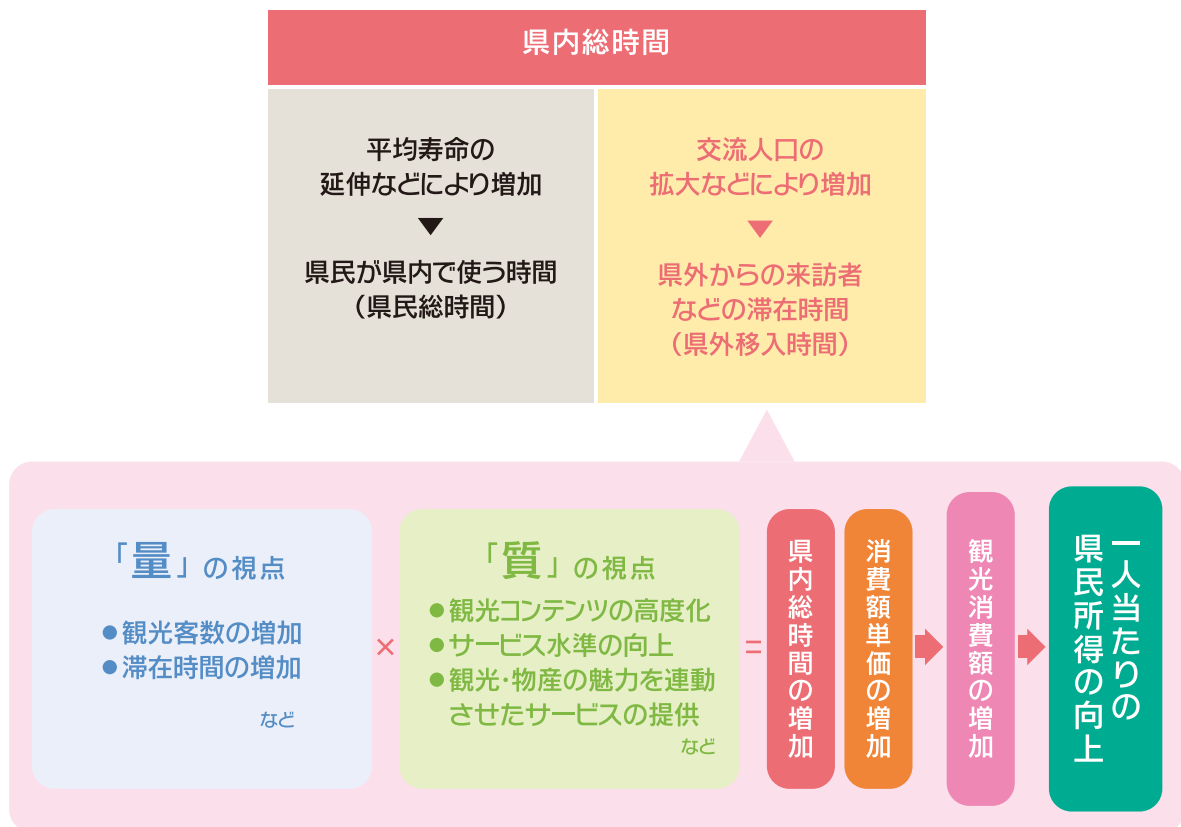 県内総時間
平均寿命の
延伸などにより増加
▼
県民が県内で使う時間
（県民総時間）
交流人口の
拡大などにより増加
▼
県外からの来訪者
などの滞在時間
（県外移入時間）
「量」の視点
●観光客数の増加
●滞在時間の増加
など
×
「質」の視点
●観光コンテンツの高度化
●サービス水準の向上
●観光・物産の魅力を連動
させたサービスの提供
など
＝
県内総時間の増加
消費額単価の増加
観光消費額の増加
一人当たりの
県民所得の向上